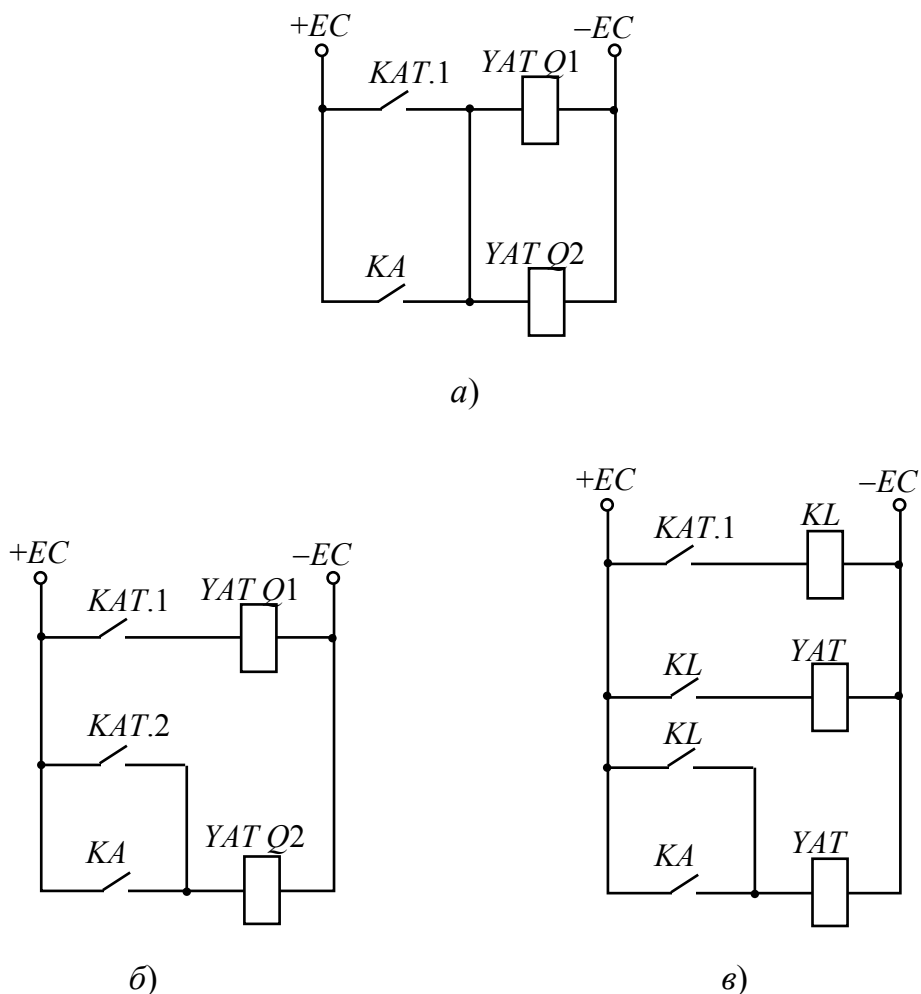 +EC
–EC
KAT.1
YAT Q1
KA
YAT Q2
а)
+EC
–EC
KAT.1
YAT Q1
KAT.2
KA
YAT Q2
б)
+EC
–EC
KAT.1
KL
KL
YAT
KL
KA
YAT
в)